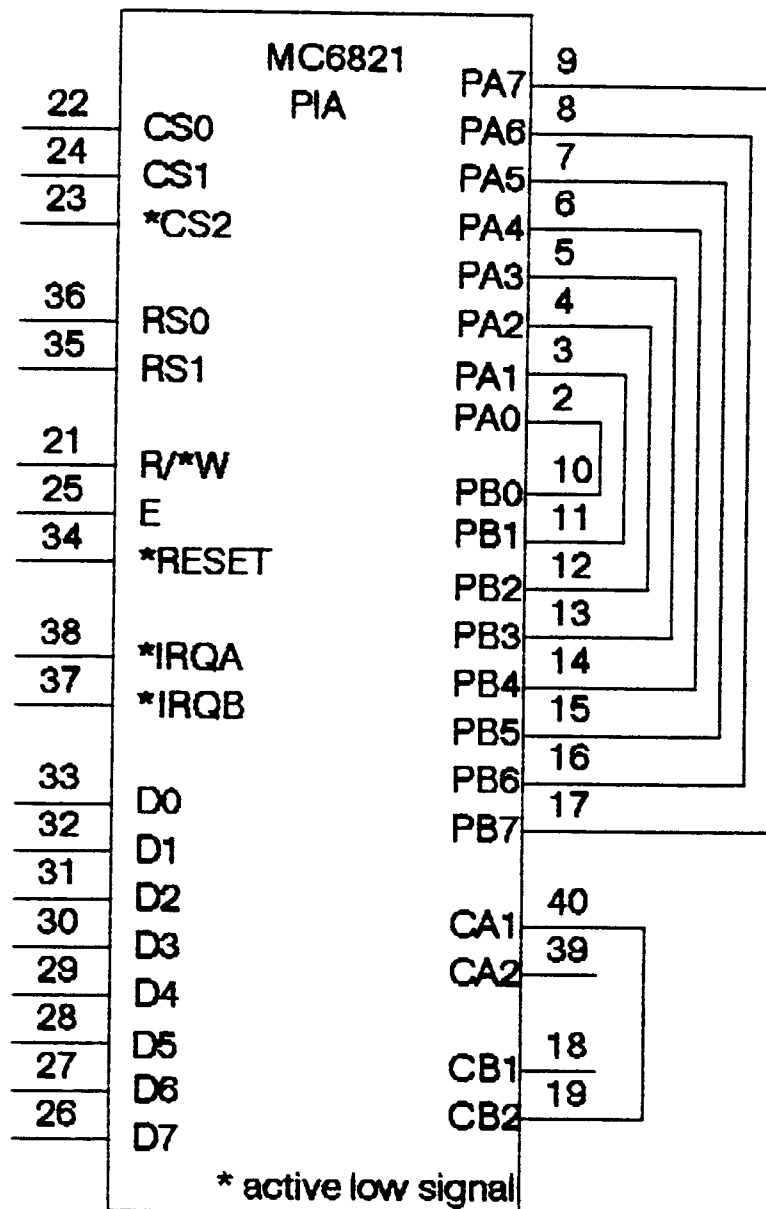 MC6821
PIA
22
CS0
24
CS1
23
*CS2
36
RS0
35
RS1
21
R/*W
25
E
34
*RESET
38
*IRQA
37
*IRQB
33
D0
32
D1
31
D2
30
D3
29
D4
28
D5
27
D6
26
D7
PA7
9
PA6
8
PA5
7
PA4
6
PA3
5
PA2
4
PA1
3
PA0
2
PB0
10
PB1
11
PB2
12
PB3
13
PB4
14
PB5
15
PB6
16
PB7
17
CA1
40
CA2
39
CB1
18
CB2
19
* active low signal